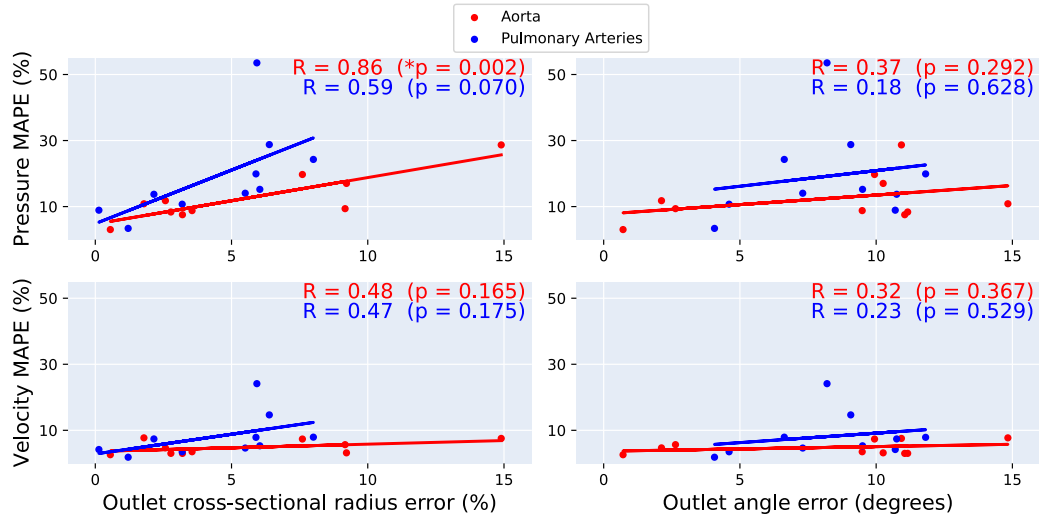 Aorta
Pulmonary Arteries
Pressure MAPE (%)
50
30
10
R = 0.86 (*p = 0.002)
R = 0.59 (p = 0.070)
0 5 10 15
50
30
10
R = 0.37 (p = 0.292)
R = 0.18 (p = 0.628)
0 5 10 15
Velocity MAPE (%)
50
30
10
R = 0.48 (p = 0.165)
R = 0.47 (p = 0.175)
0 5 10 15
Outlet cross-sectional radius error (%)
50
30
10
R = 0.32 (p = 0.367)
R = 0.23 (p = 0.529)
0 5 10 15
Outlet angle error (degrees)